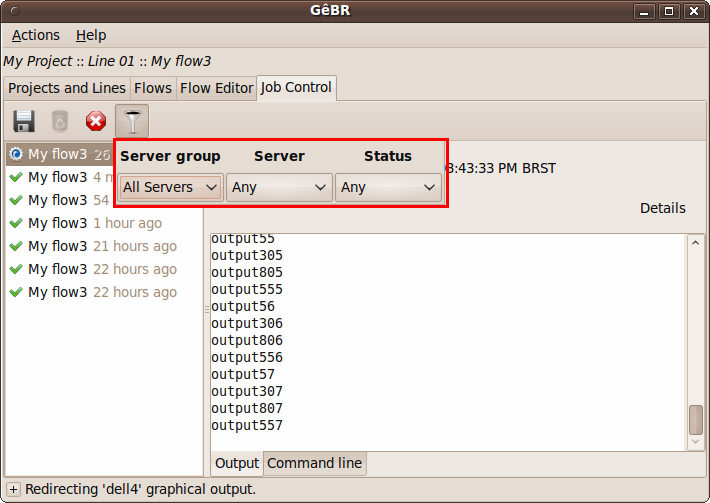 GêBR
Actions Help
My Project :: Line 01 :: My flow3
Projects and Lines Flows Flow Editor Job Control
Server group Server Status
All Servers Any Any
My flow3 26
My flow3 4 m
My flow3 54
My flow3 1 hour ago
My flow3 21 hours ago
My flow3 22 hours ago
My flow3 22 hours ago
3:43:33 PM BRST
Details
output55
output305
output805
output555
output56
output306
output806
output556
output57
output307
output807
output557
Output Command line
Redirecting 'dell4' graphical output.